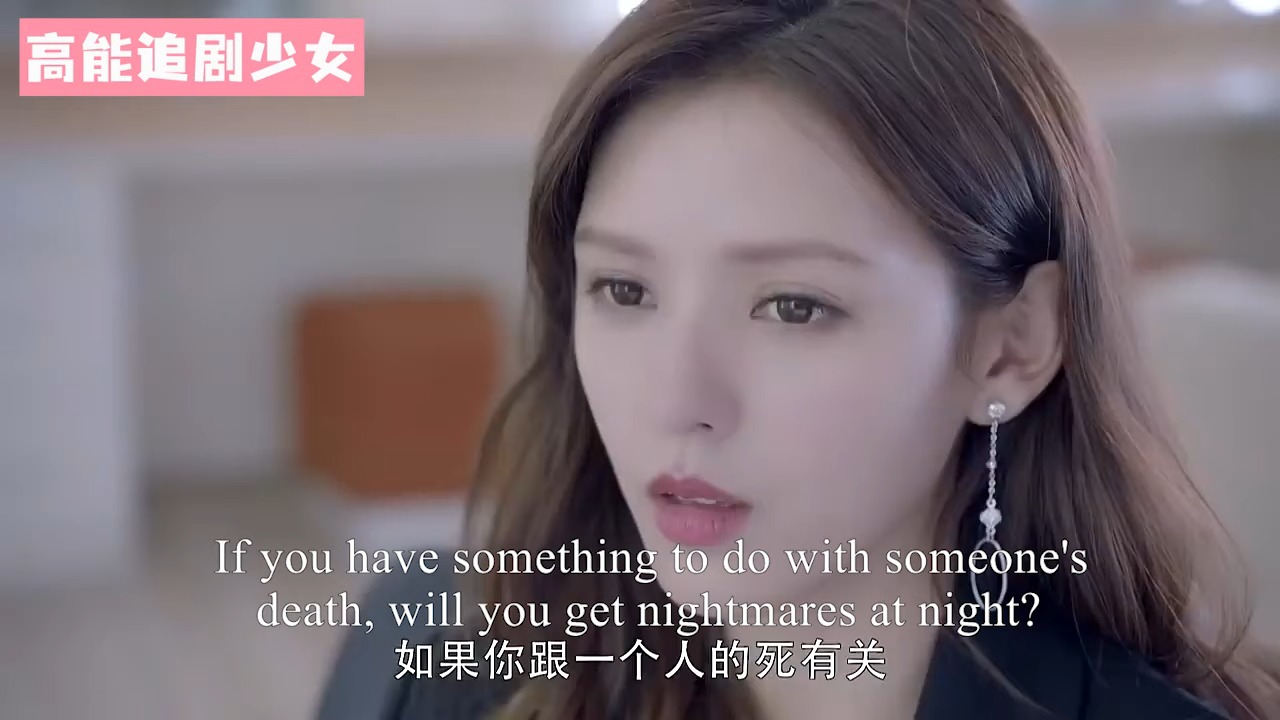 高能追剧少女
If you have something to do with someone's
death, will you get nightmares at night?
如果你跟一个人的死有关